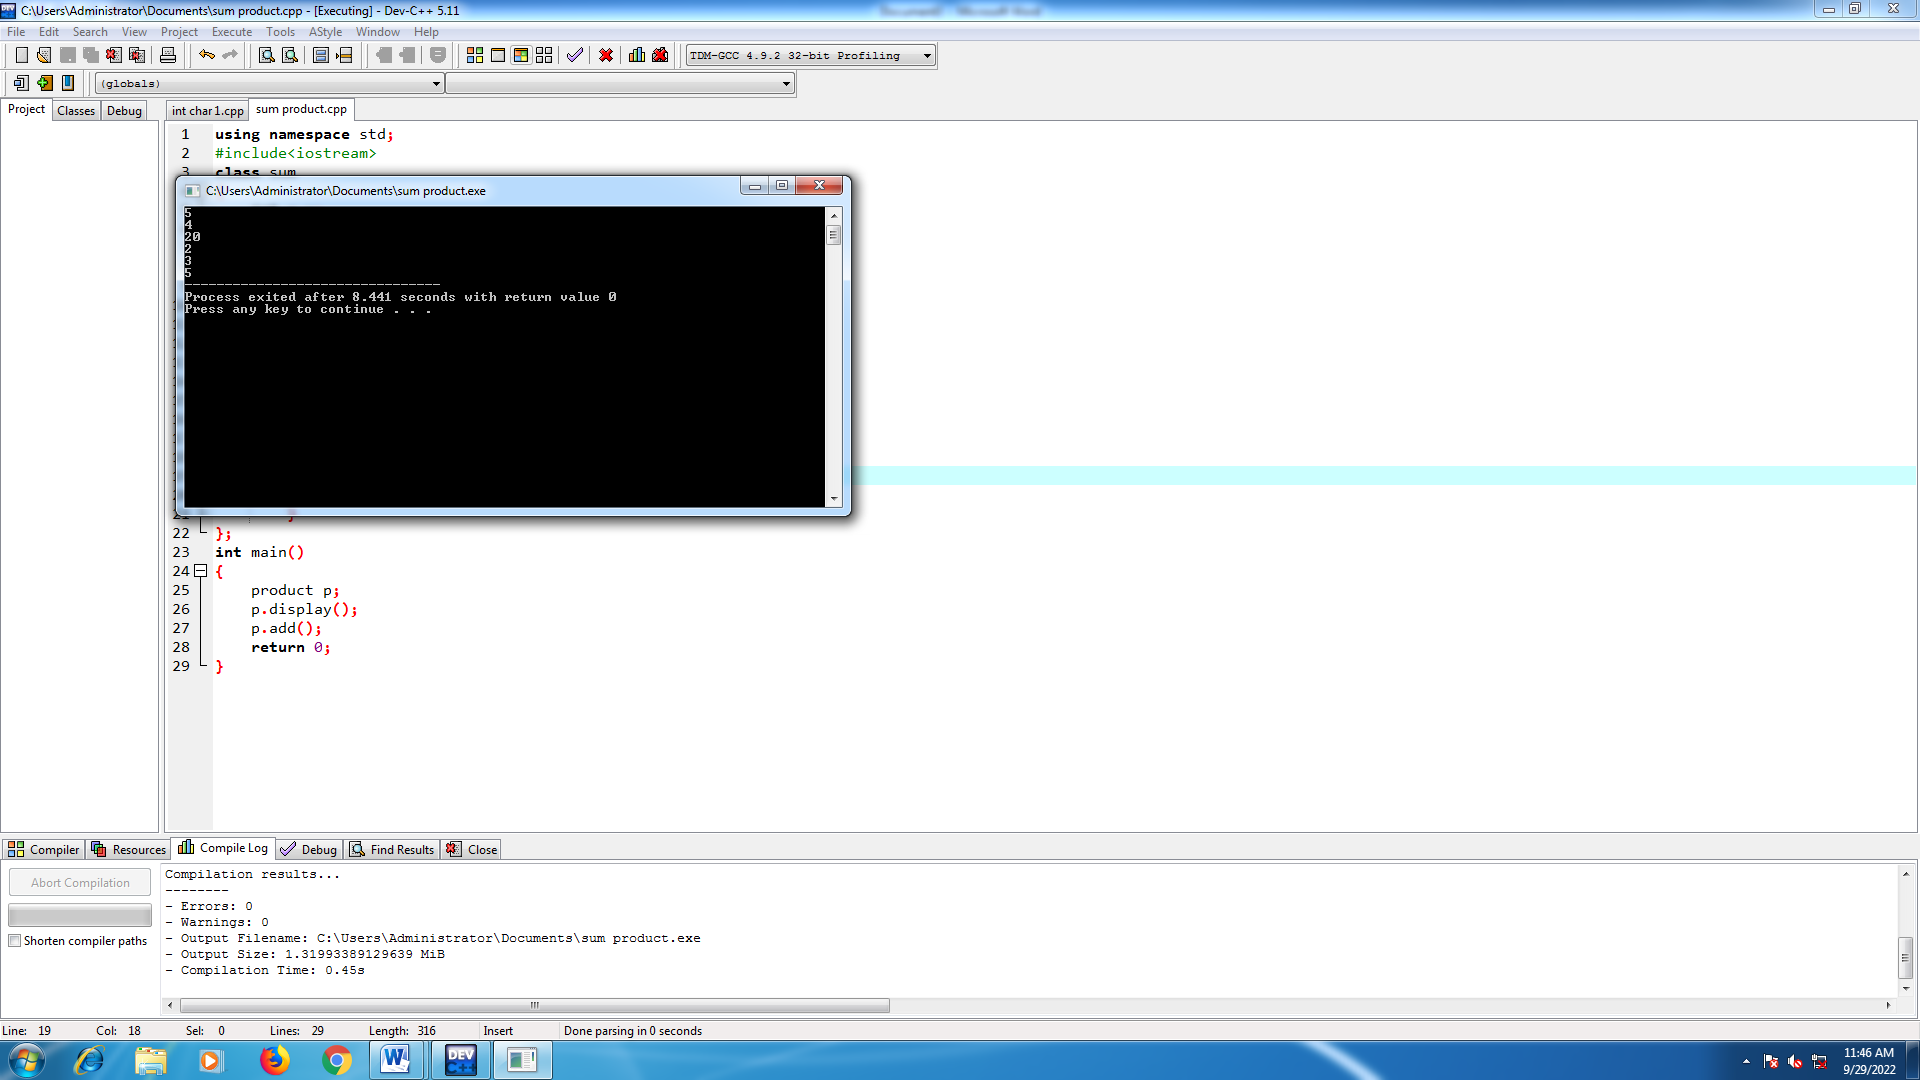 C:\Users\Administrator\Documents\sum product.cpp - [Executing] - Dev-C++ 5.11
File Edit Search View Project Execute Tools AStyle Window Help
TDM-GCC 4.9.2 32-bit Profiling
(globals)
Project Classes Debug
int char1.cpp sum product.cpp
1 using namespace std;
2 #include<iostream>
3 class sum
C:\Users\Administrator\Documents\sum product.exe
5
4
20
2
3
5
--------------------------------
Process exited after 8.441 seconds with return value 0
Press any key to continue . . .
21 }
22 };
23 int main()
24 {
25 product p;
26 p.display();
27 p.add();
28 return 0;
29 }
Compiler Resources Compile Log Debug Find Results Close
Abort Compilation
Shorten compiler paths
Compilation results...
--------
- Errors: 0
- Warnings: 0
- Output Filename: C:\Users\Administrator\Documents\sum product.exe
- Output Size: 1.31993389129639 MiB
- Compilation Time: 0.45s
Line: 19 Col: 18 Sel: 0 Lines: 29 Length: 316 Insert Done parsing in 0 seconds
DEV C++
11:46 AM
9/29/2022